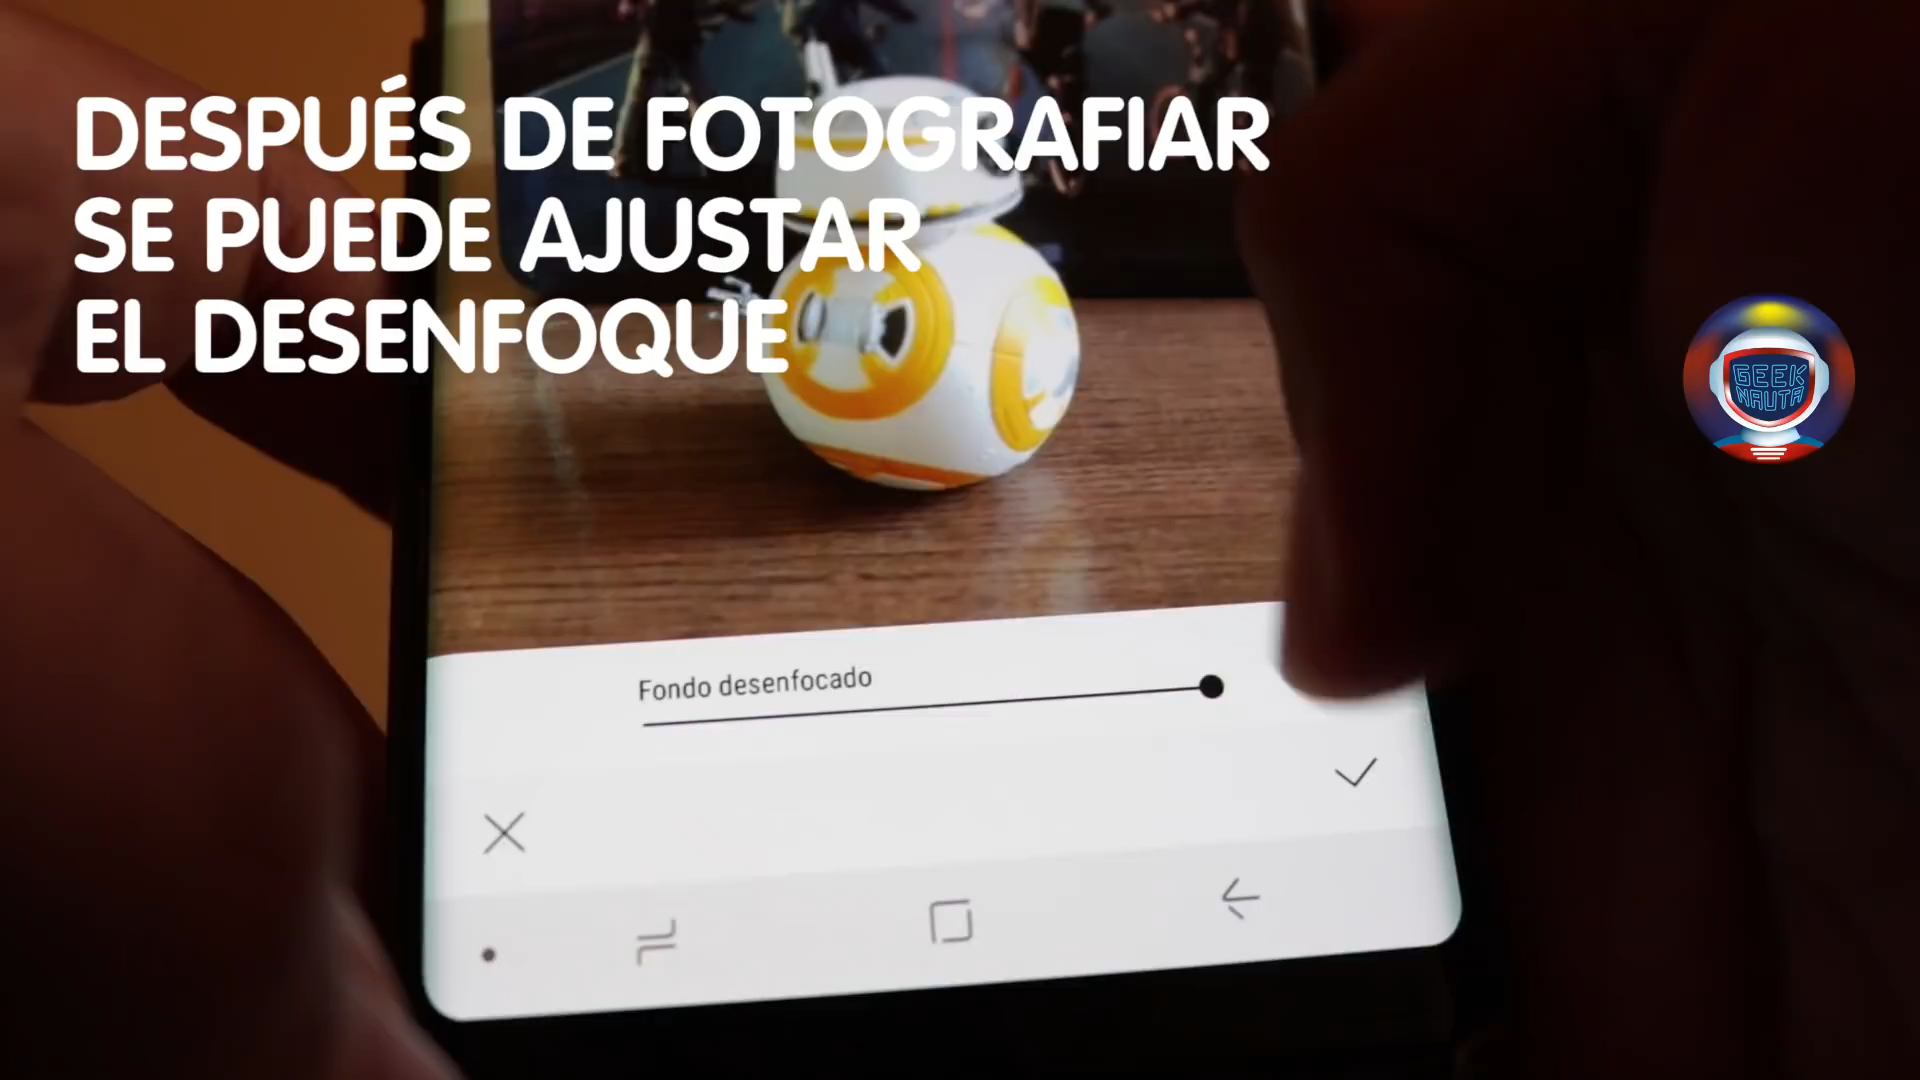 DESPUÉS DE FOTOGRAFIAR
SE PUEDE AJUSTAR
EL DESENFOQUE
GEEK
NAUTA
Fondo desenfocado